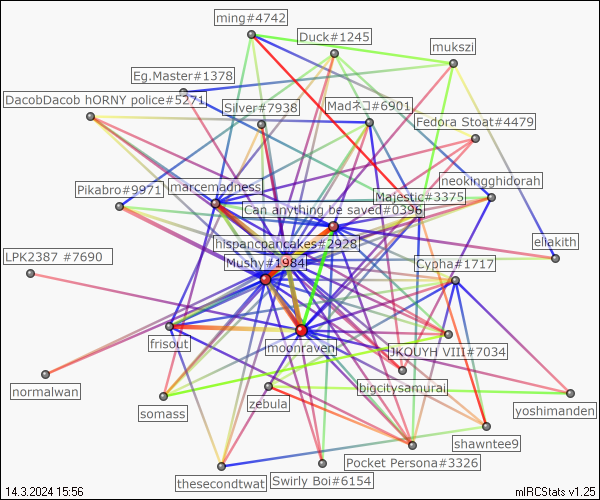 ming#4742
Duck#1245
mukszi
Eg.Master#1378
DacobDacob hORNY police#5271
Silver#7938
Madネコ#6901
Fedora Stoat#4479
Pikabro#9971
marcemadness
Majestic#3375
neokingghidorah
Can anything be saved#0396
hispancpancakes#2928
LPK2387 #7690
Mushy#1984
Cypha#1717
eliakith
frisout
moonraveni
JKOUYH VIII#7034
normalwan
somass
zebula
bigcitysamurai
yoshimanden
shawntee9
thesecondtwat
Swirly Boi#6154
Pocket Persona#3326
14.3.2024 15:56
mIRCStats v1.25